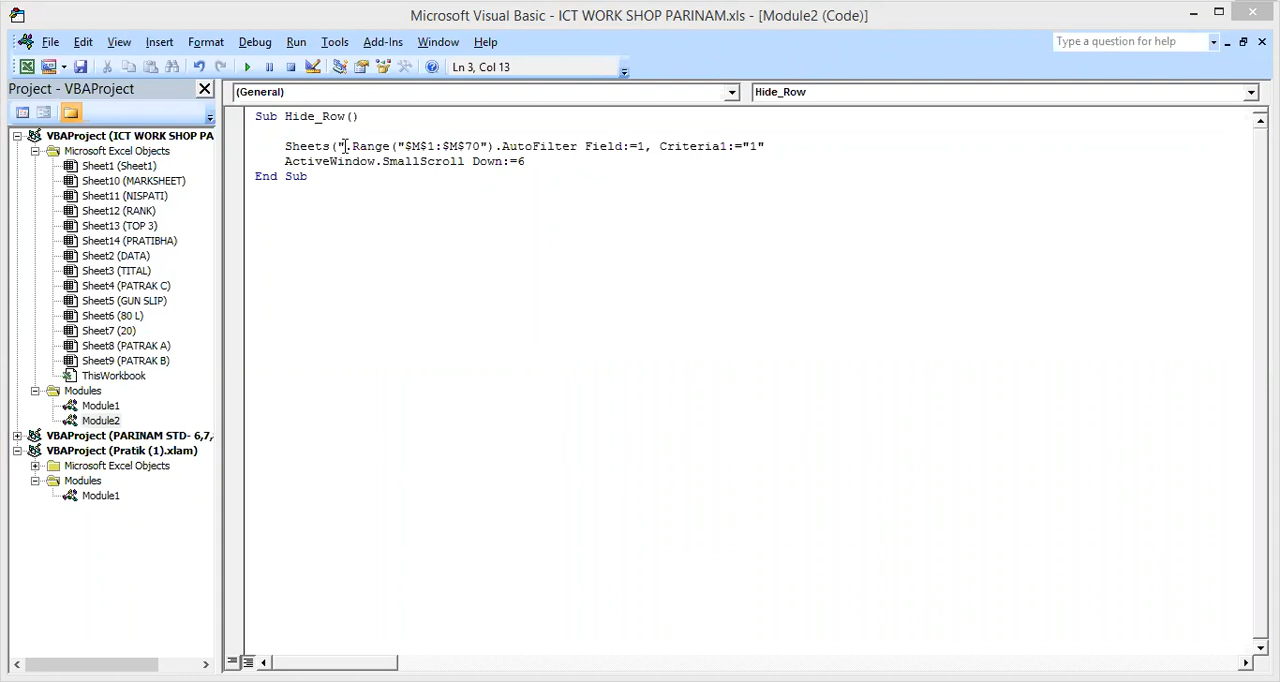 Microsoft Visual Basic - ICT WORK SHOP PARINAM.xls - [Module2 (Code)]
File Edit View Insert Format Debug Run Tools Add-Ins Window Help
Type a question for help
Ln 3, Col 13
Project - VBAProject
(General)
Hide_Row
VBAProject (ICT WORK SHOP PA
Microsoft Excel Objects
Sheet1 (Sheet1)
Sheet10 (MARKSHEET)
Sheet11 (NISPATI)
Sheet12 (RANK)
Sheet13 (TOP 3)
Sheet14 (PRATIBHA)
Sheet2 (DATA)
Sheet3 (TITAL)
Sheet4 (PATRAK C)
Sheet5 (GUN SLIP)
Sheet6 (80 L)
Sheet7 (20)
Sheet8 (PATRAK A)
Sheet9 (PATRAK B)
ThisWorkbook
Modules
Module1
Module2
VBAProject (PARINAM STD- 6,7,
VBAProject (Pratik (1).xlam)
Microsoft Excel Objects
Modules
Module1
Sub Hide_Row()
Sheets(".Range("$M$1:$M$70").AutoFilter Field:=1, Criteria1:="1"
ActiveWindow.SmallScroll Down:=6
End Sub